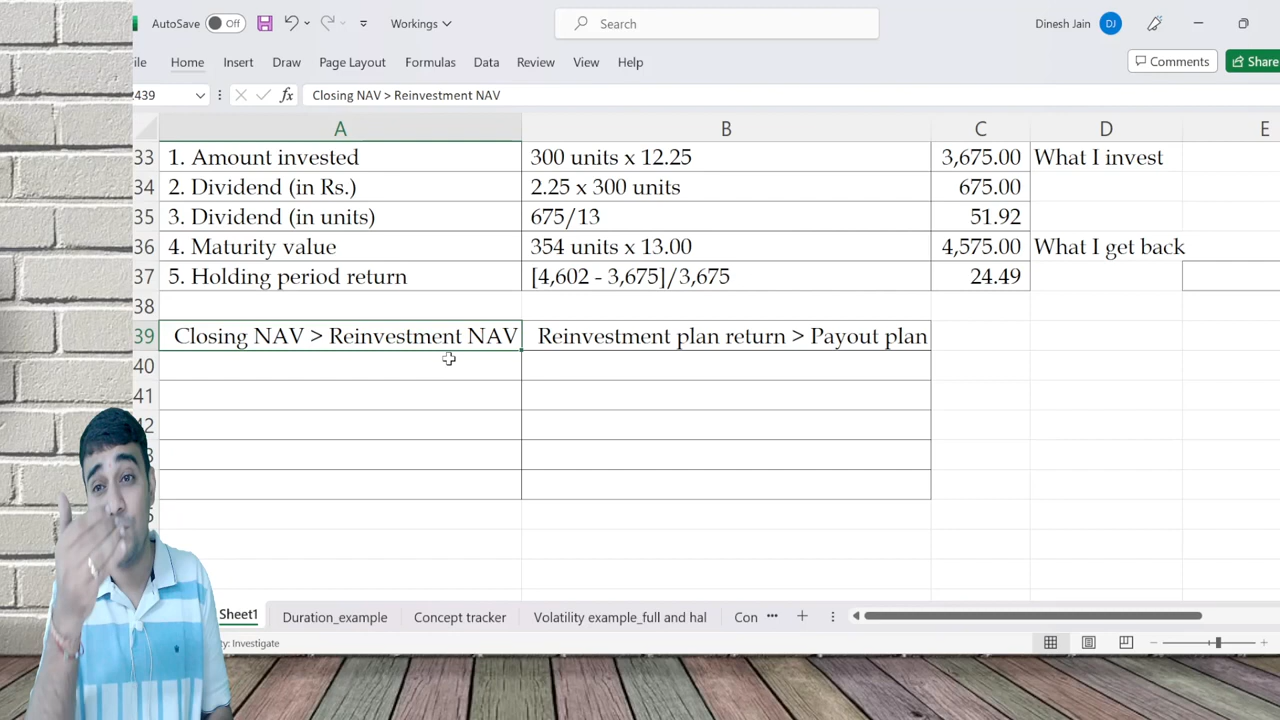 AutoSave Off Workings Search Dinesh Jain DJ
ile Home Insert Draw Page Layout Formulas Data Review View Help Comments Share
439 fx Closing NAV > Reinvestment NAV
A B C D E
33 1. Amount invested 300 units x 12.25 3,675.00 What I invest
34 2. Dividend (in Rs.) 2.25 x 300 units 675.00
35 3. Dividend (in units) 675/13 51.92
36 4. Maturity value 354 units x 13.00 4,575.00 What I get back
37 5. Holding period return [4,602 - 3,675]/3,675 24.49
38
39 Closing NAV > Reinvestment NAV Reinvestment plan return > Payout plan
40
41
42
Sheet1 Duration_example Concept tracker Volatility example_full and hal Con
ty: Investigate